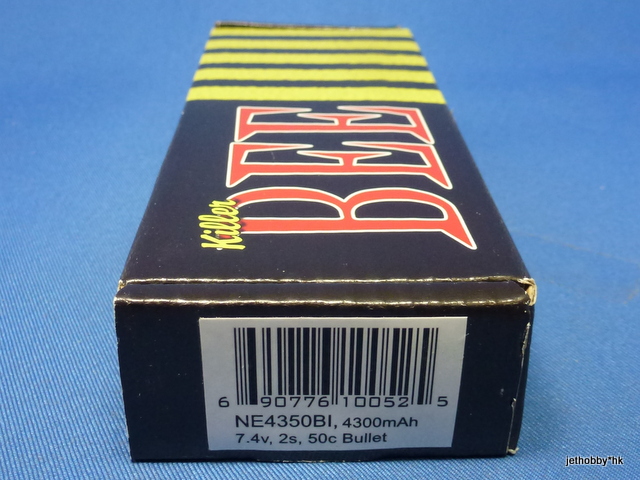 Killer
BEE
6 90776 10052 5
NE4350BI, 4300mAh
7.4v, 2s, 50c Bullet
jethobby*hk